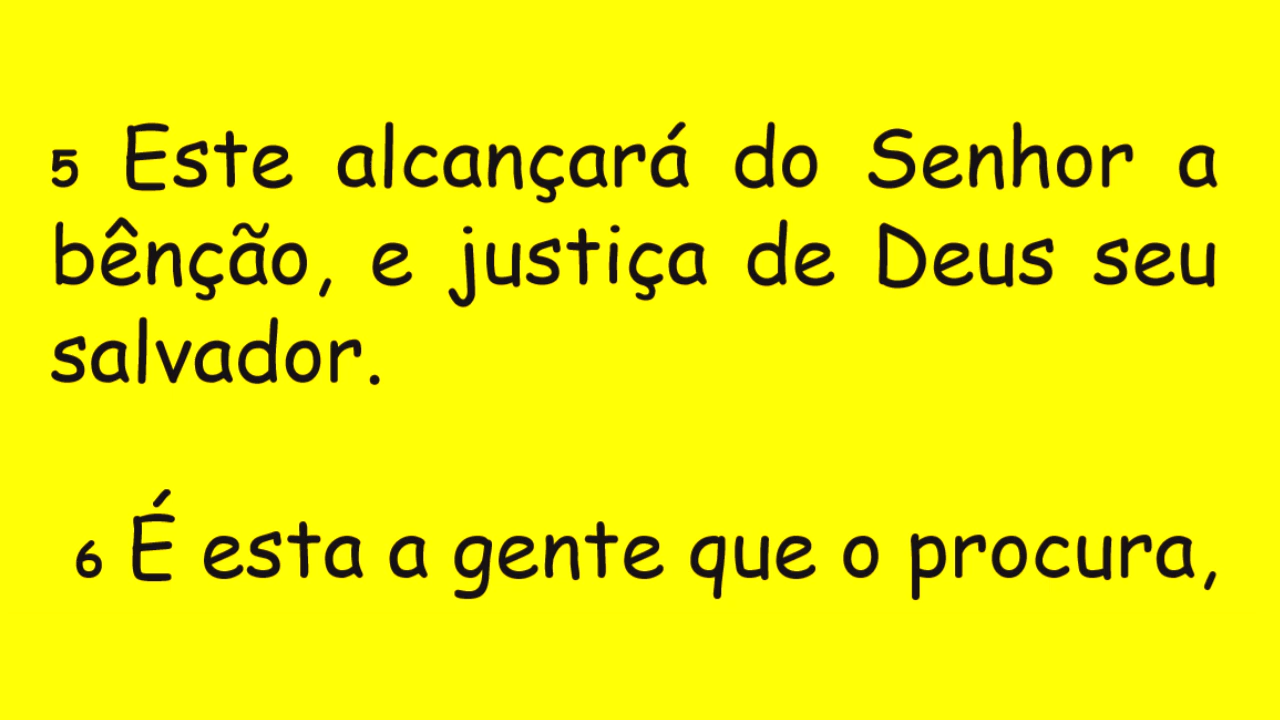 5 Este alcançará do Senhor a
bênção, e justiça de Deus seu
salvador.
6 É esta a gente que o procura,